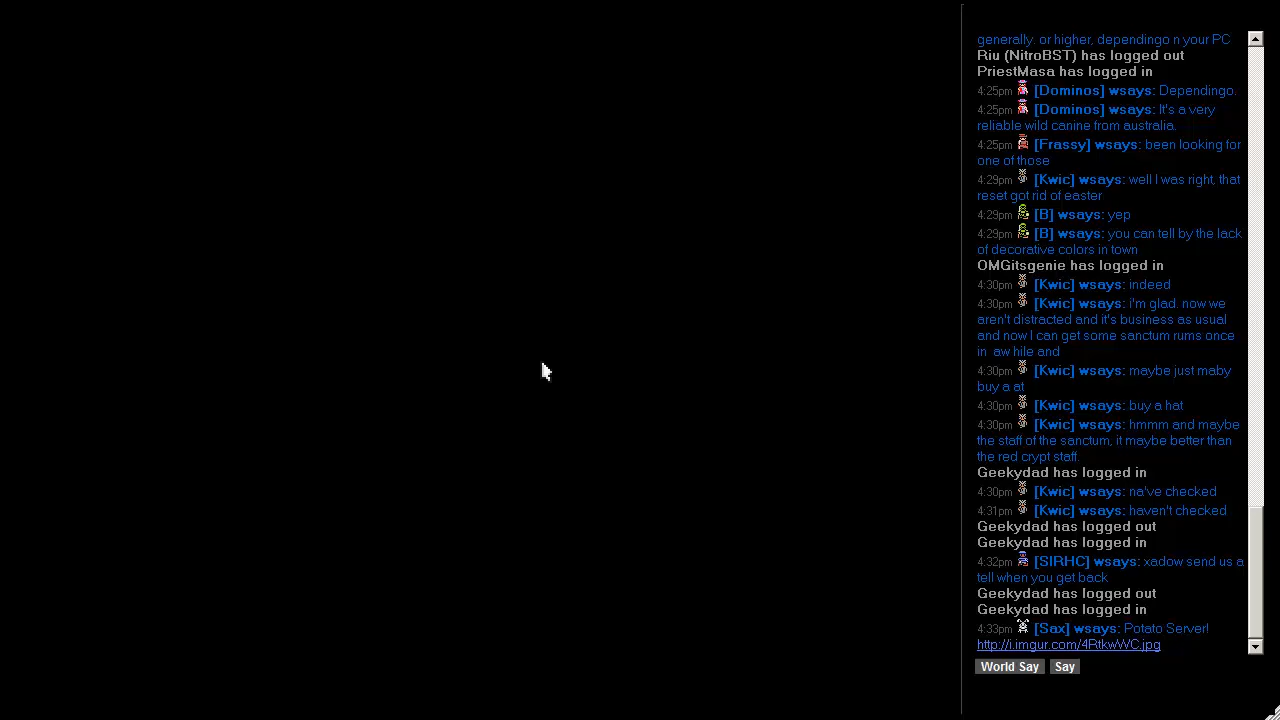 generally. or higher, dependingo n your PC
Riu (NitroBST) has logged out
PriestMasa has logged in
4:25pm [Dominos] wsays: Dependingo.
4:25pm [Dominos] wsays: It's a very
reliable wild canine from australia.
4:25pm [Frassy] wsays: been looking for
one of those
4:29pm [Kwic] wsays: well I was right, that
reset got rid of easter
4:29pm [B] wsays: yep
4:29pm [B] wsays: you can tell by the lack
of decorative colors in town
OMGitsgenie has logged in
4:30pm [Kwic] wsays: indeed
4:30pm [Kwic] wsays: i'm glad. now we
aren't distracted and it's business as usual
and now I can get some sanctum rums once
in aw hile and
4:30pm [Kwic] wsays: maybe just maby
buy a at
4:30pm [Kwic] wsays: buy a hat
4:30pm [Kwic] wsays: hmmm and maybe
the staff of the sanctum, it maybe better than
the red crypt staff.
Geekydad has logged in
4:30pm [Kwic] wsays: na've checked
4:31pm [Kwic] wsays: haven't checked
Geekydad has logged out
Geekydad has logged in
4:32pm [SIRHC] wsays: xadow send us a
tell when you get back
Geekydad has logged out
Geekydad has logged in
4:33pm [Sax] wsays: Potato Server!
http://i.imgur.com/4RtkwWC.jpg
World Say Say